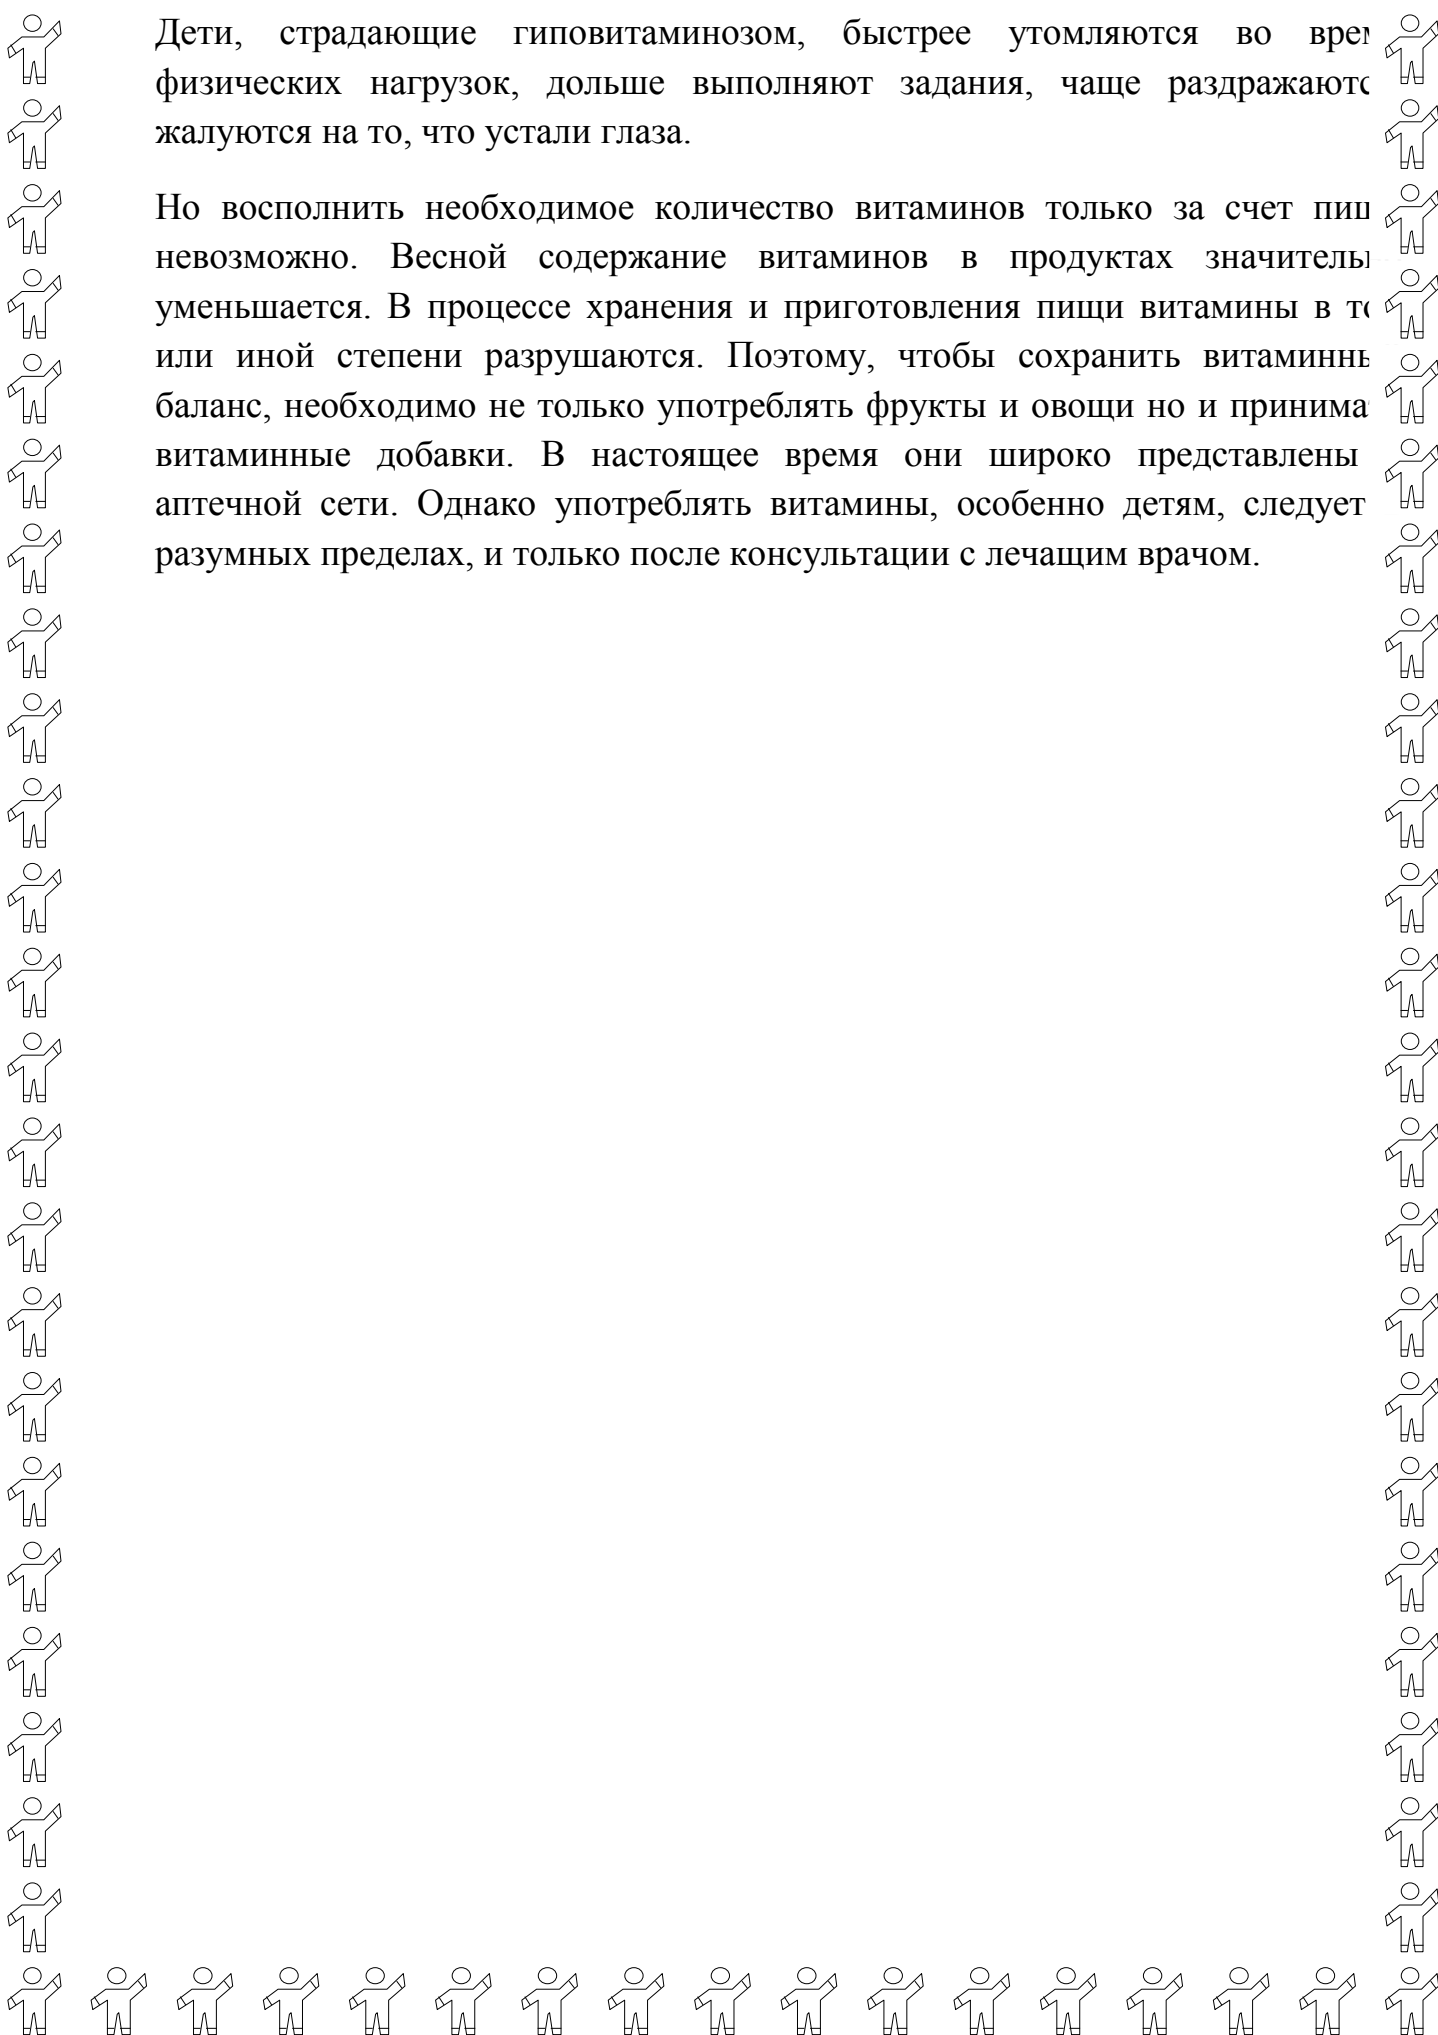 Дети, страдающие гиповитаминозом, быстрее утомляются во
физических нагрузок, дольше выполняют задания, чаще
жалуются на то, что устали глаза.
Но восполнить необходимое количество витаминов только за счет
невозможно. Весной содержание витаминов в продуктах
уменьшается. В процессе хранения и приготовления пищи витамины в
или иной степени разрушаются. Поэтому, чтобы сохранить
баланс, необходимо не только употреблять фрукты и овощи но и
витаминные добавки. В настоящее время они широко представлены
аптечной сети. Однако употреблять витамины, особенно детям, следует
разумных пределах, и только после консультации с лечащим врачом.